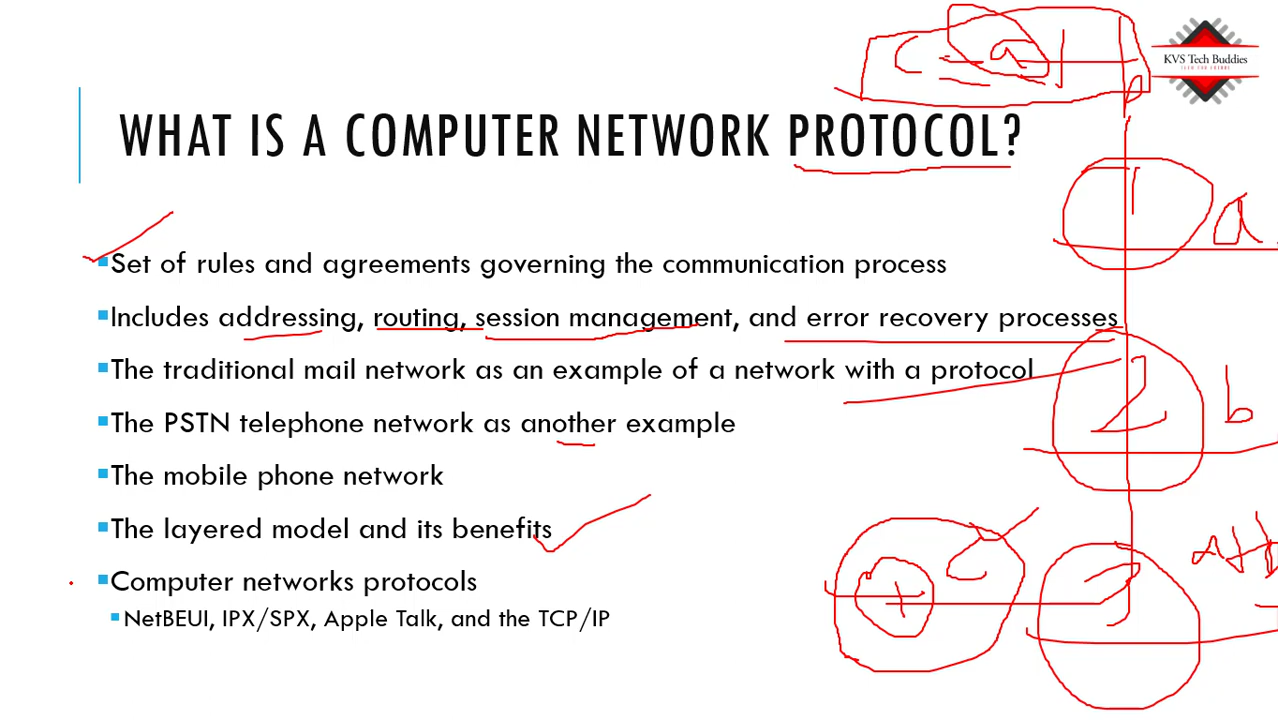 KVS Tech Buddies
WHAT IS A COMPUTER NETWORK PROTOCOL?
1
a
Set of rules and agreements governing the communication process
Includes addressing, routing, session management, and error recovery processes
The traditional mail network as an example of a network with a protocol
2
b
The PSTN telephone network as another example
The mobile phone network
The layered model and its benefits
Computer networks protocols
3
NetBEUI, IPX/SPX, Apple Talk, and the TCP/IP